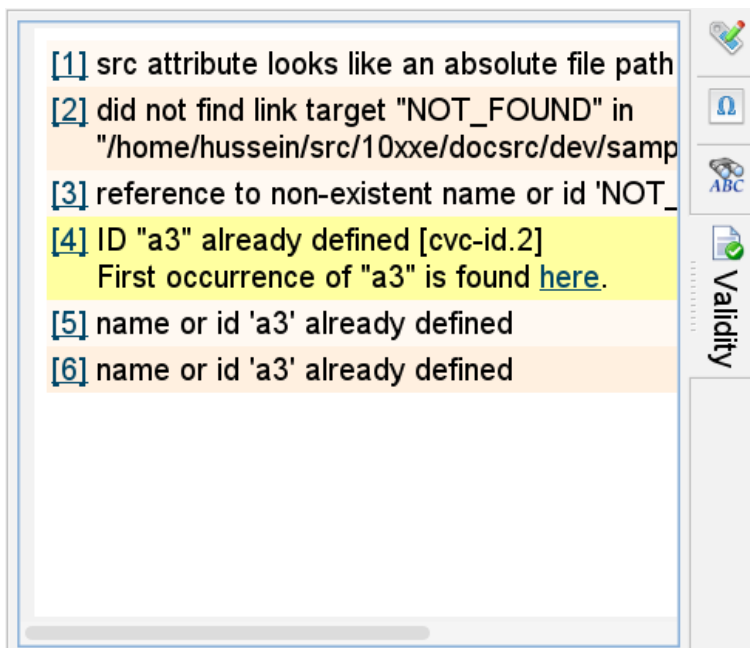 [1] src attribute looks like an absolute file path
[2] did not find link target "NOT_FOUND" in
"/home/hussein/src/10xxe/docsrc/dev/samp
[3] reference to non-existent name or id 'NOT_
[4] ID "a3" already defined [cvc-id.2]
First occurrence of "a3" is found here.
[5] name or id 'a3' already defined
[6] name or id 'a3' already defined
Ω
ABC
Validity